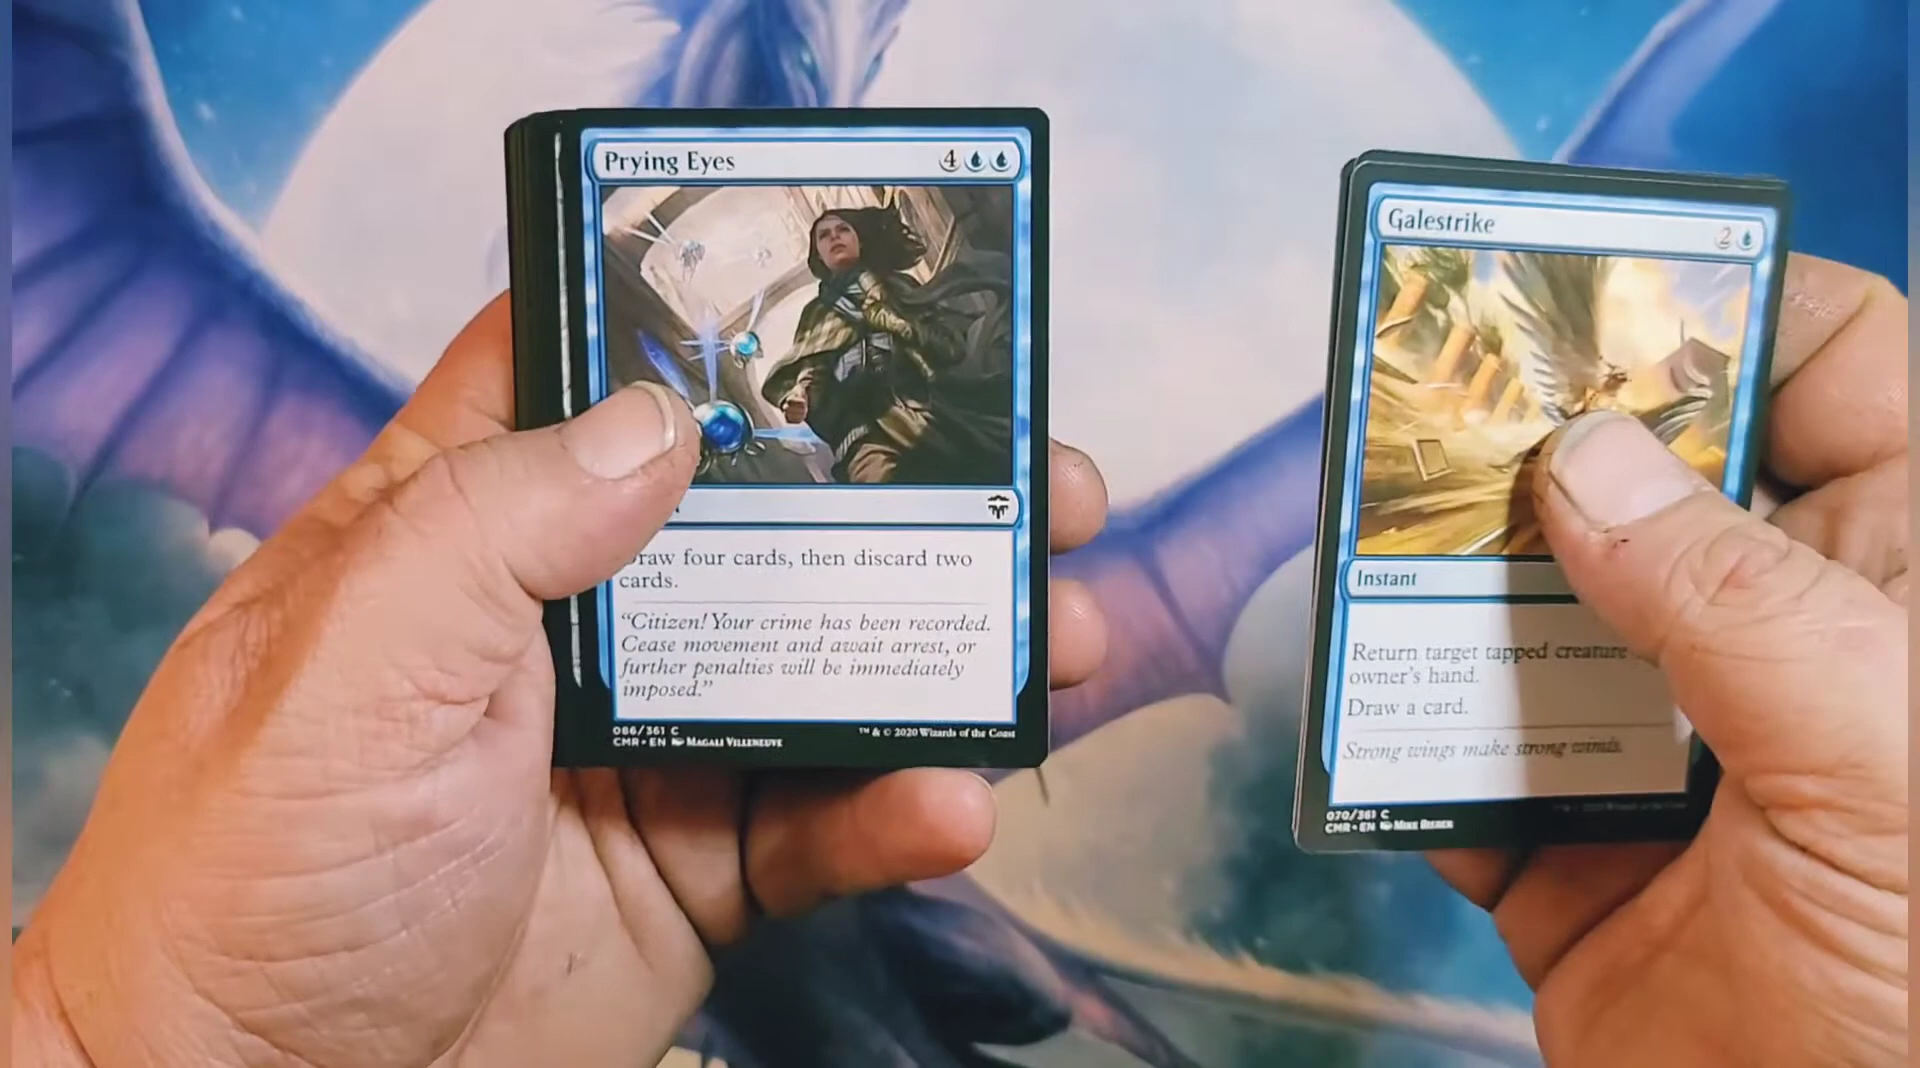 Prying Eyes 4
raw four cards, then discard two
cards.
“Citizen! Your crime has been recorded.
Cease movement and await arrest, or
further penalties will be immediately
imposed.”
086/361 C
CMR • EN Magali Villeneuve
™ & © 2020 Wizards of the Coast
Galestrike 2
Instant
Return target tapped creature
owner's hand.
Draw a card.
Strong wings make strong winds.
070/361 C
CMR • EN Mike Bierek